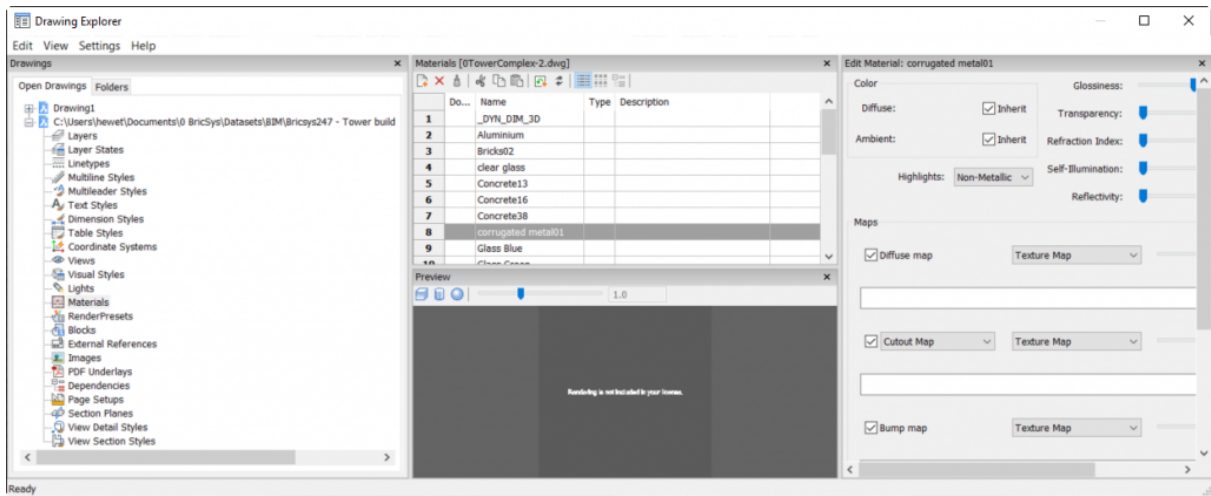 Drawing Explorer
Edit View Settings Help
Drawings
Open Drawings Folders
Drawing1
C:\Users\hewet\Documents\0 BricSys\Datasets\BIM\Bricsys247 - Tower build
Layers
Layer States
Linetypes
Multiline Styles
Multileader Styles
Text Styles
Dimension Styles
Table Styles
Coordinate Systems
Views
Visual Styles
Lights
Materials
RenderPresets
Blocks
External References
Images
PDF Underlays
Dependencies
Page Setups
Section Planes
View Detail Styles
View Section Styles
Ready
Materials [0TowerComplex-2.dwg]
Do... Name Type Description
1 _DYN_DIM_3D
2 Aluminium
3 Bricks02
4 clear glass
5 Concrete13
6 Concrete16
7 Concrete38
8 corrugated metal01
9 Glass Blue
10 Glass Green
Preview
1.0
Rendering is not included in your license.
Edit Material: corrugated metal01
Color
Diffuse: Inherit
Ambient: Inherit
Highlights: Non-Metallic
Glossiness:
Transparency:
Refraction Index:
Self-Illumination:
Reflectivity:
Maps
Diffuse map Texture Map
Cutout Map Texture Map
Bump map Texture Map